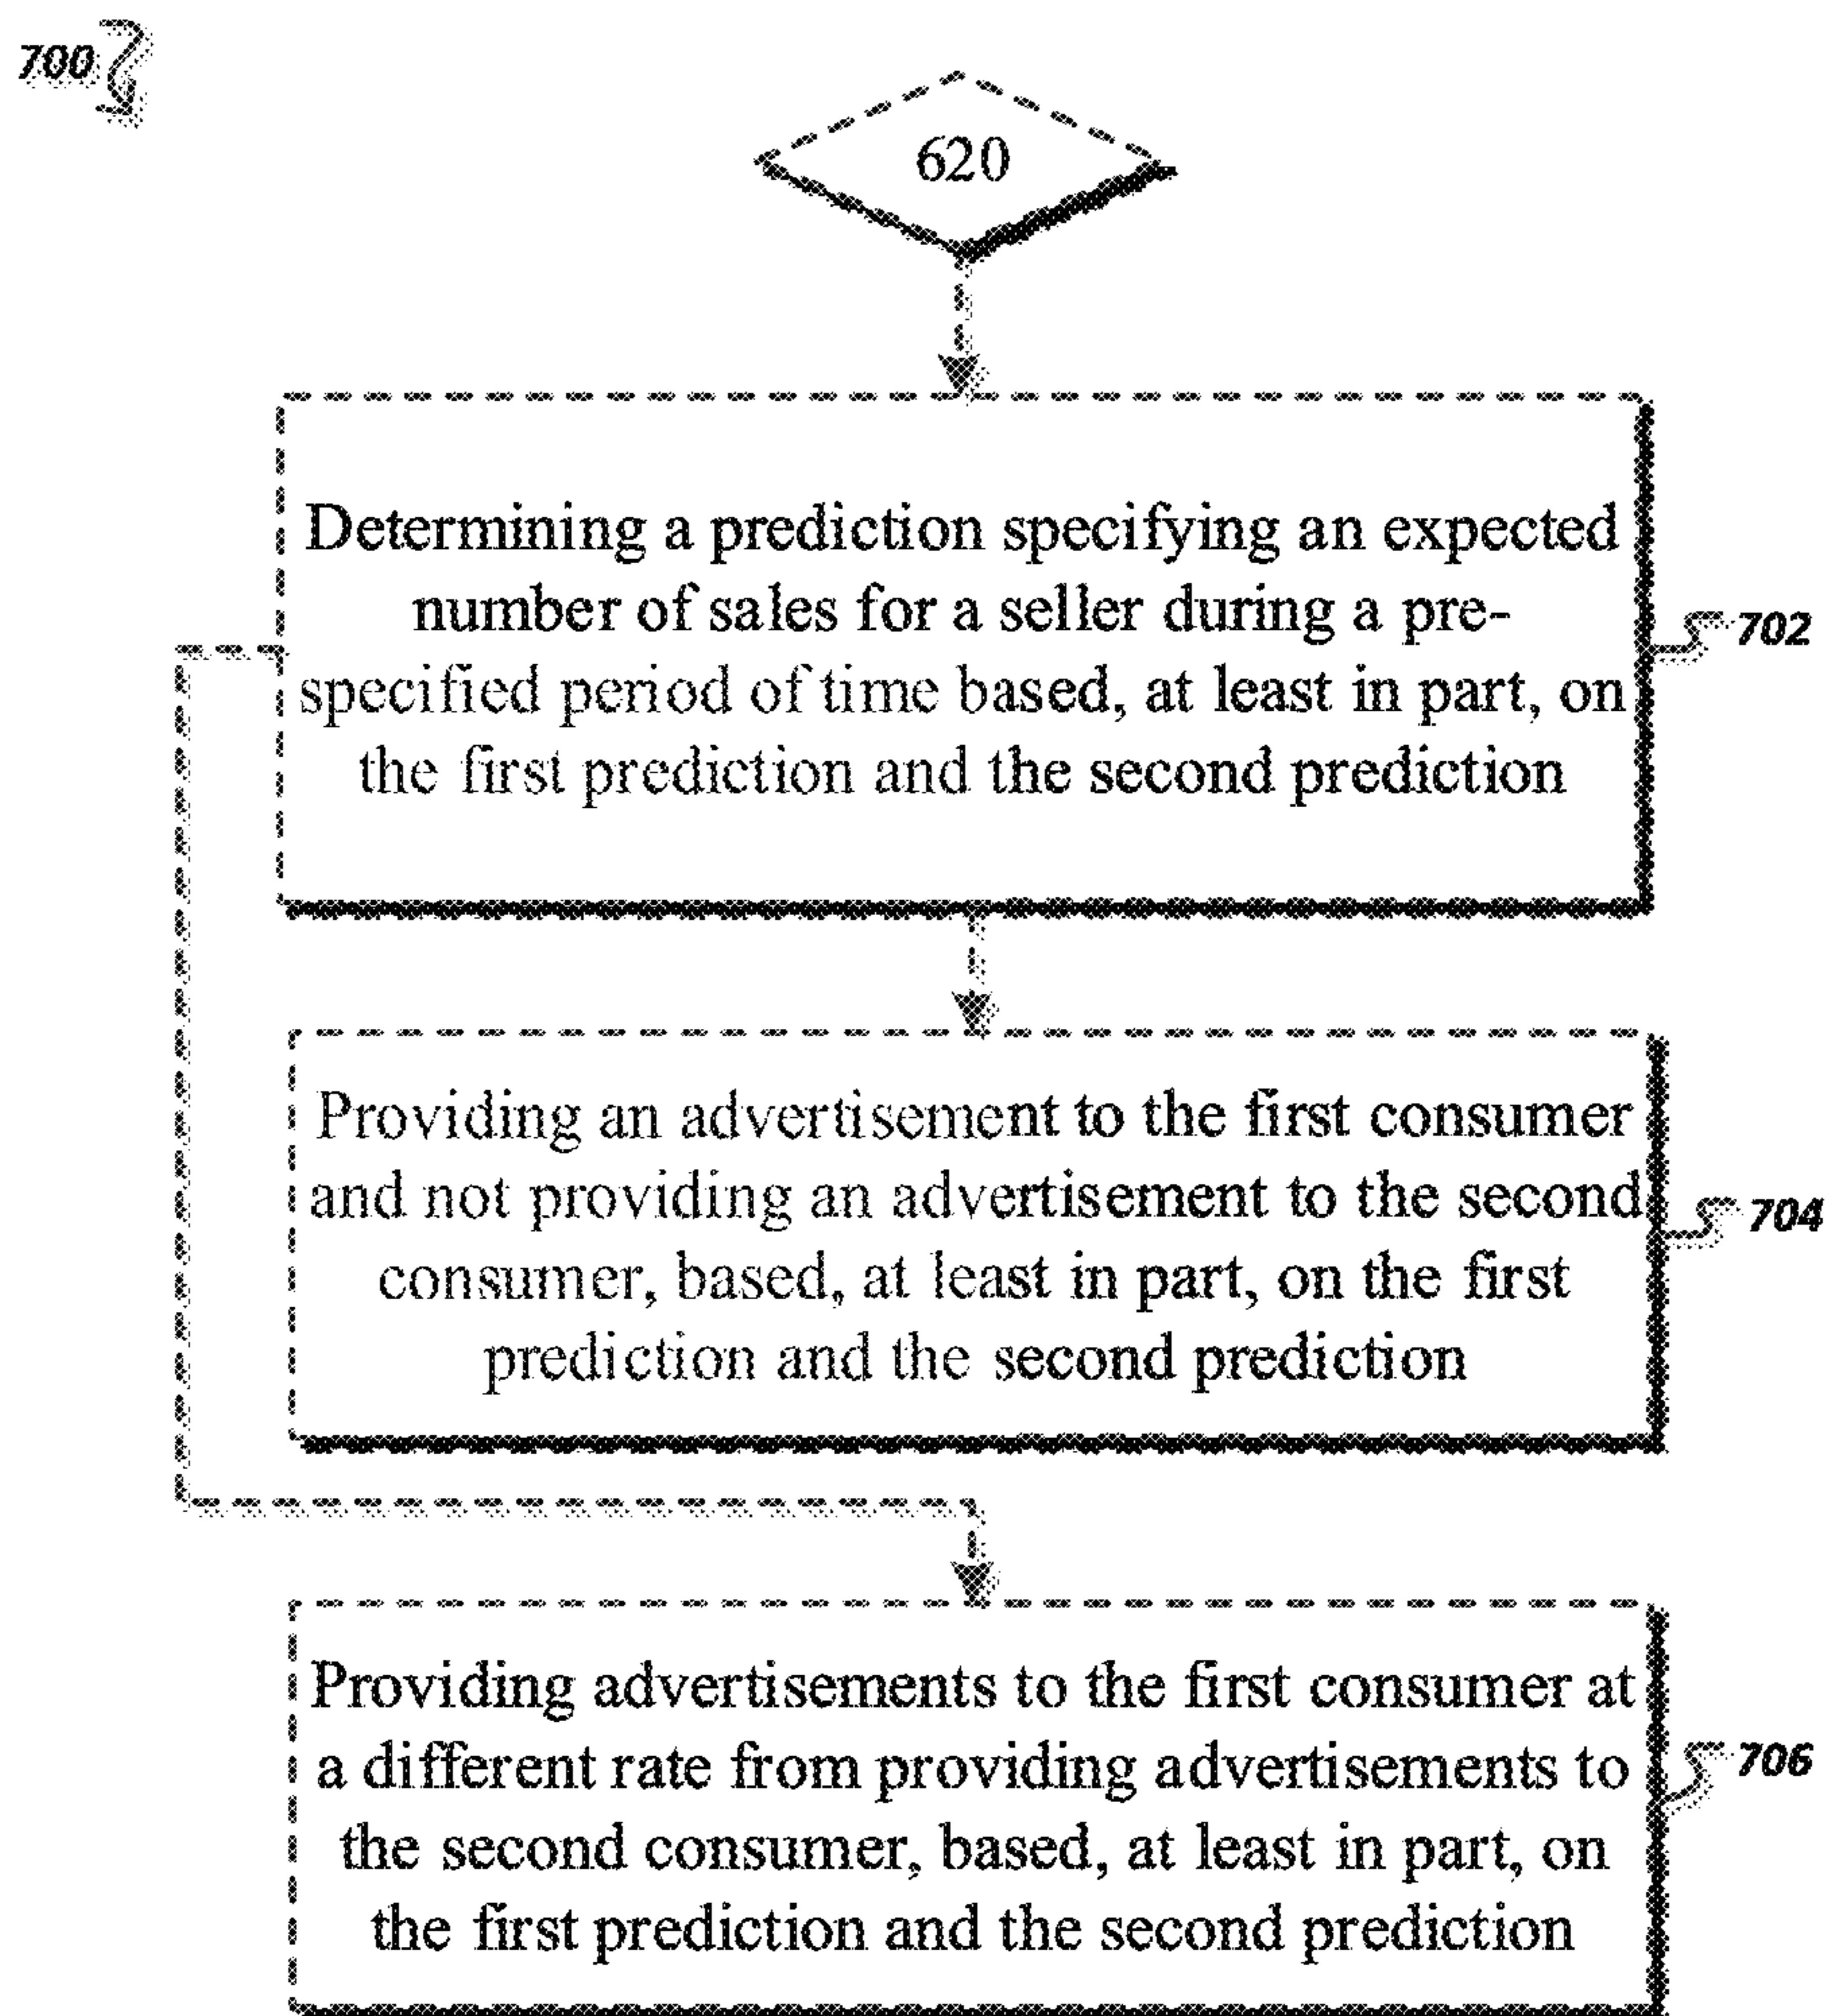 700
620
Determining a prediction specifying an expected
number of sales for a seller during a pre-
specified period of time based, at least in part, on
the first prediction and the second prediction
702
Providing an advertisement to the first consumer
and not providing an advertisement to the second
consumer, based, at least in part, on the first
prediction and the second prediction
704
Providing advertisements to the first consumer at
a different rate from providing advertisements to
the second consumer, based, at least in part, on
the first prediction and the second prediction
706